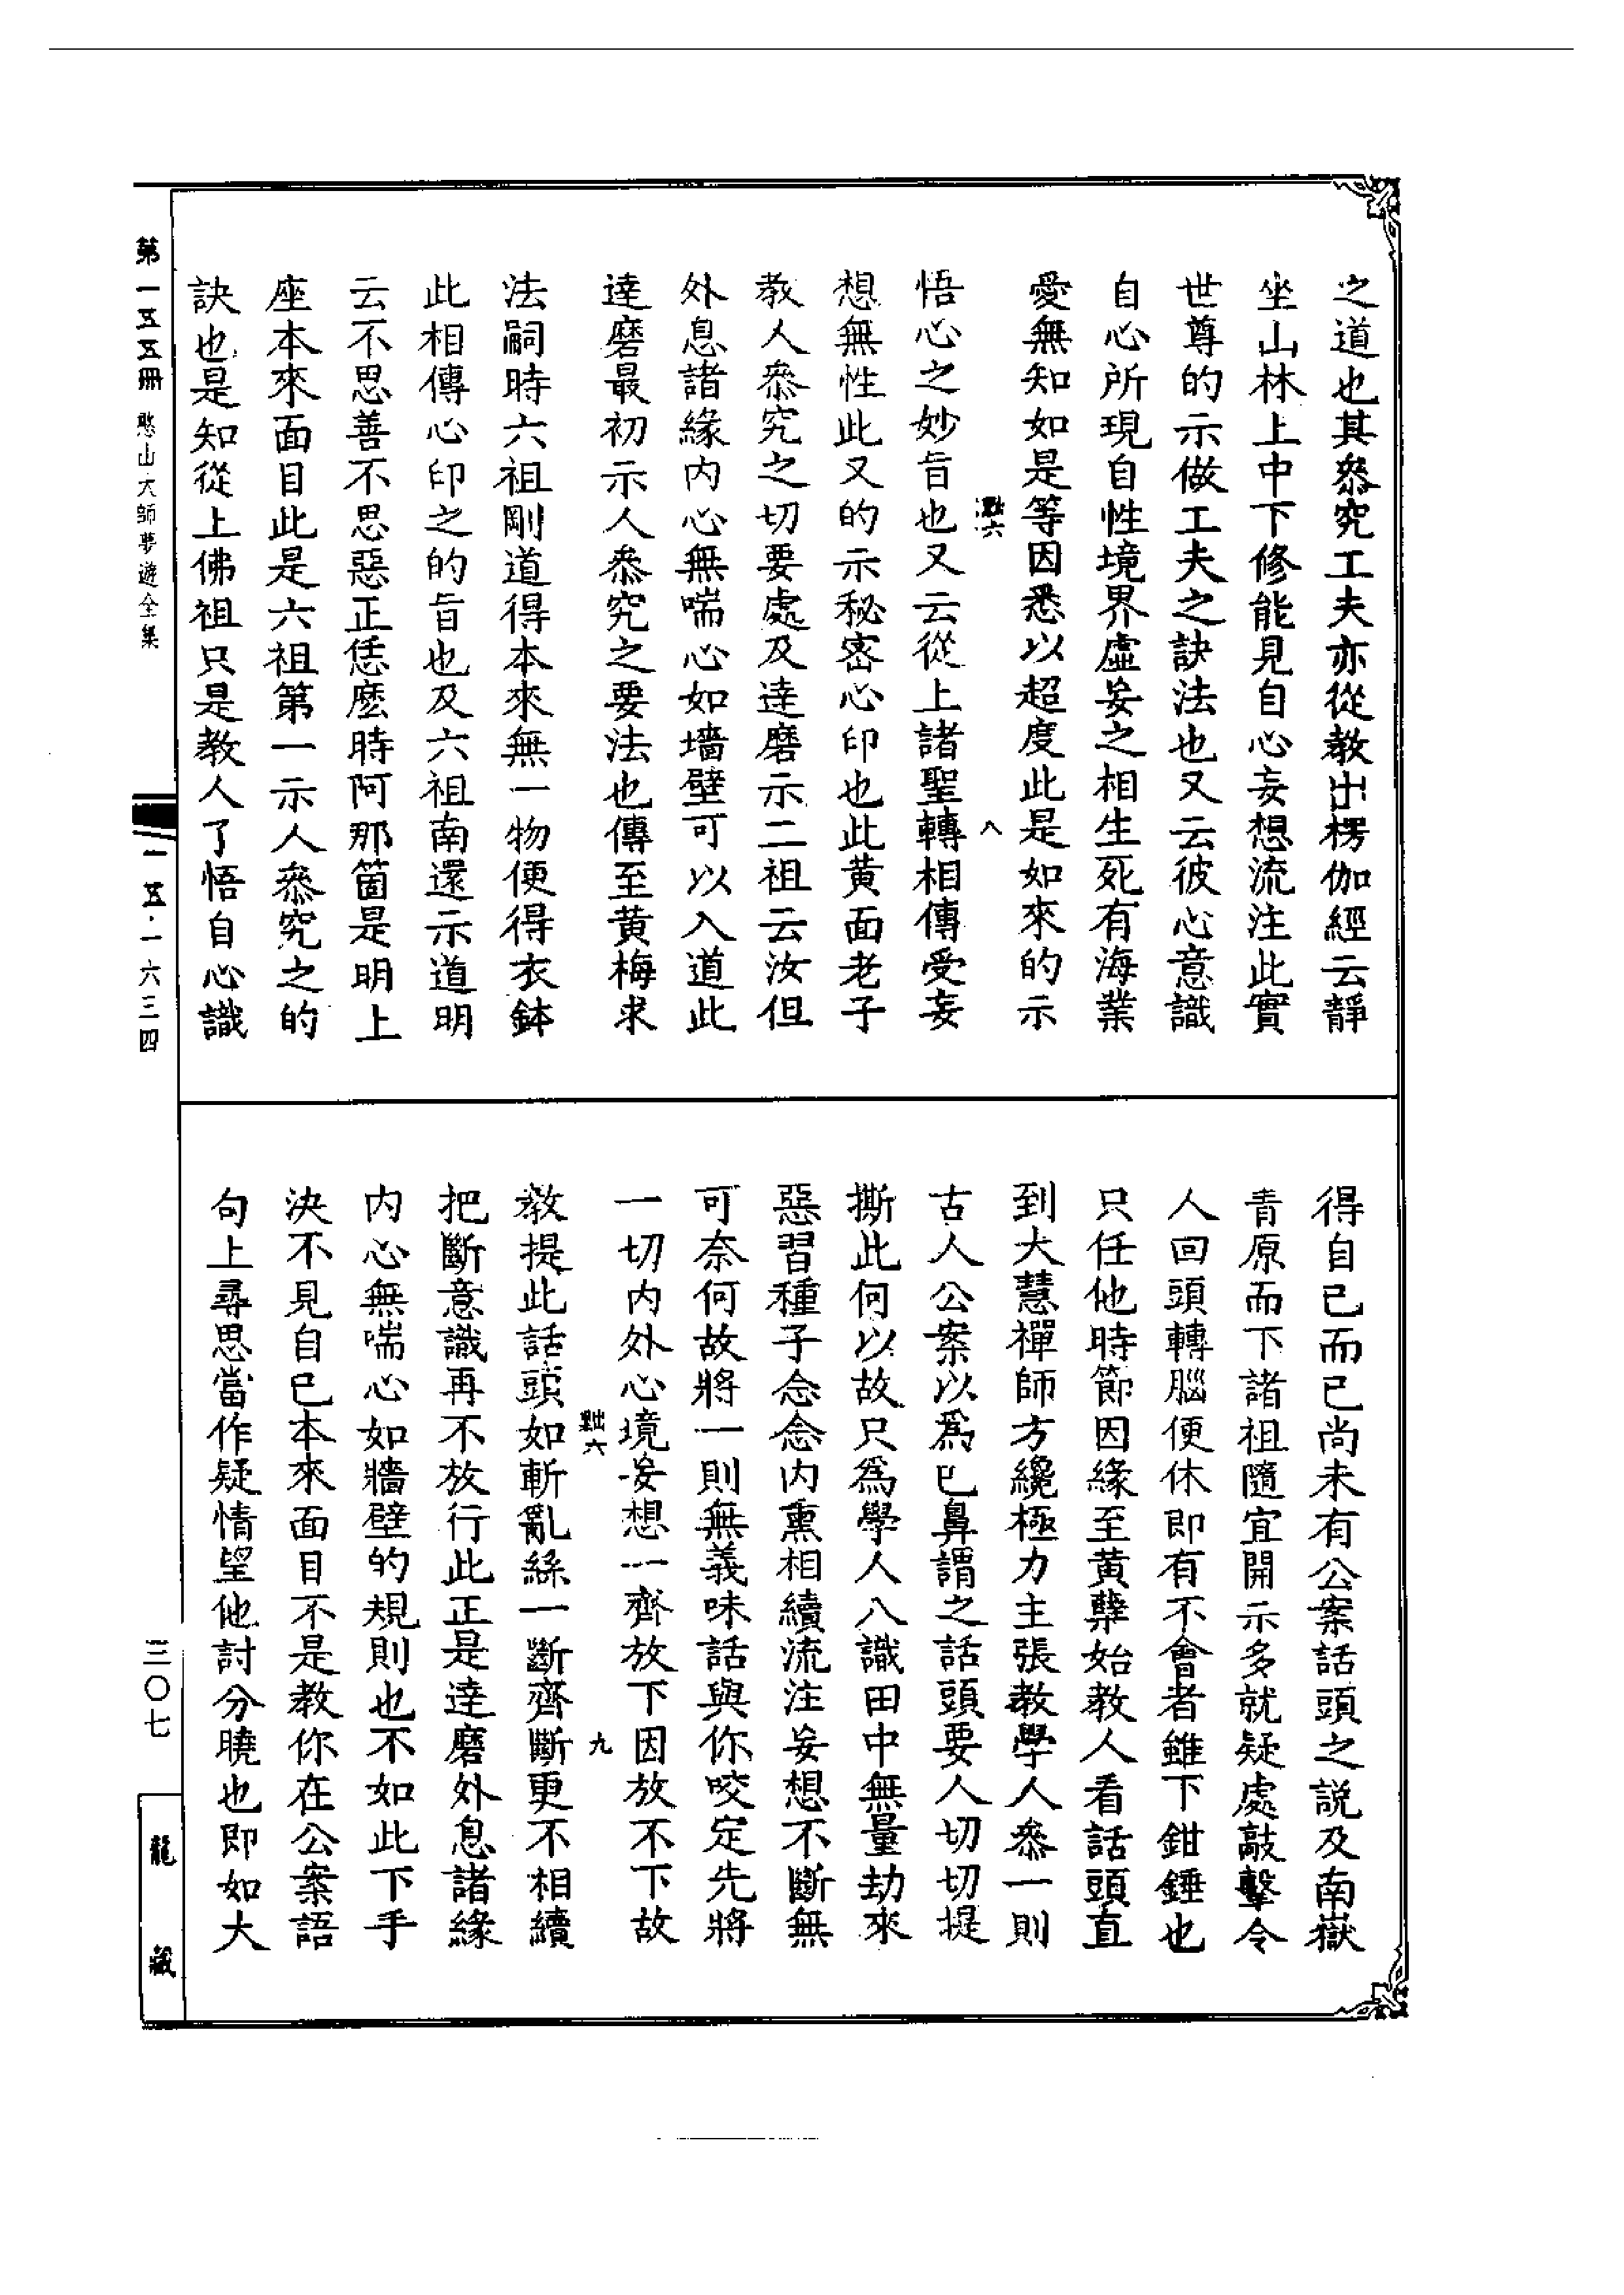 之道也其叅究工夫亦從教出楞伽經云靜
坐山林上中下修能見自心妄想流注此實
世尊的示做工夫之訣法也又云彼心意識
自心所現自性境界虛妄之相生死有海業
愛無知如是等因悉以超度此是如來的示
八
悟心之妙旨也又云從上諸聖轉相傳受妄
想無性此又的示秘密心印也此黃面老子
教人叅究之切要處及達磨示二祖云汝但
外息諸緣内心無喘心如墻壁可以入道此
達磨最初示人叅究之要法也傳至黃梅求
法嗣時六祖剛道得本來無一物便得衣鉢
此相傳心印之的旨也及六祖南還示道明
云不思善不思惡正恁麽時阿那箇是明上
座本來面目此是六祖第一示人叅究之的
訣也是知從上佛祖只是教人了悟自心識
得自己而已尚未有公案話頭之説及南嶽
青原而下諸祖隨宜開示多就疑處敲擊令
人回頭轉腦便休即有不會者雖下鉗錘也
只任他時節因緣至黃櫱始教人看話頭直
到大慧禪師方纔極力主張教學人叅一則
古人公案以爲巴鼻謂之話頭要人切切提
撕此何以故只爲學人八識田中無量劫來
惡習種子念念内熏相續流注妄想不斷無
可奈何故將一則無義味話與你咬定先將
一切内外心境妄想一齊放下因放不下故
九
教提此話頭如斬亂絲一斷齊斷更不相續
把斷意識再不放行此正是達磨外息諸緣
内心無喘心如牆壁的規則也不如此下手
決不見自己本來面目不是教你在公案語
句上尋思當作疑情望他討分曉也即如大
第一五五冊 憨山大師夢遊全集
一五五·一六三四
三〇七
龍藏